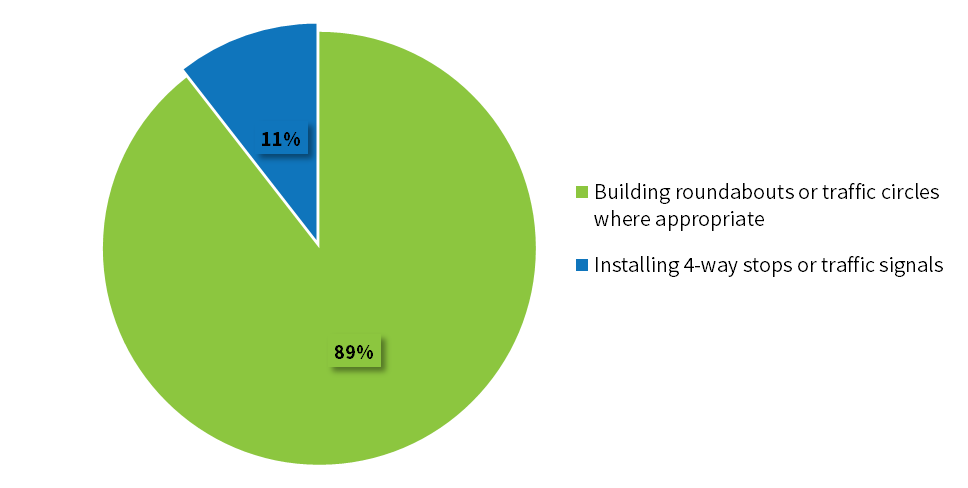 11%
89%
Building roundabouts or traffic circles
where appropriate
Installing 4-way stops or traffic signals